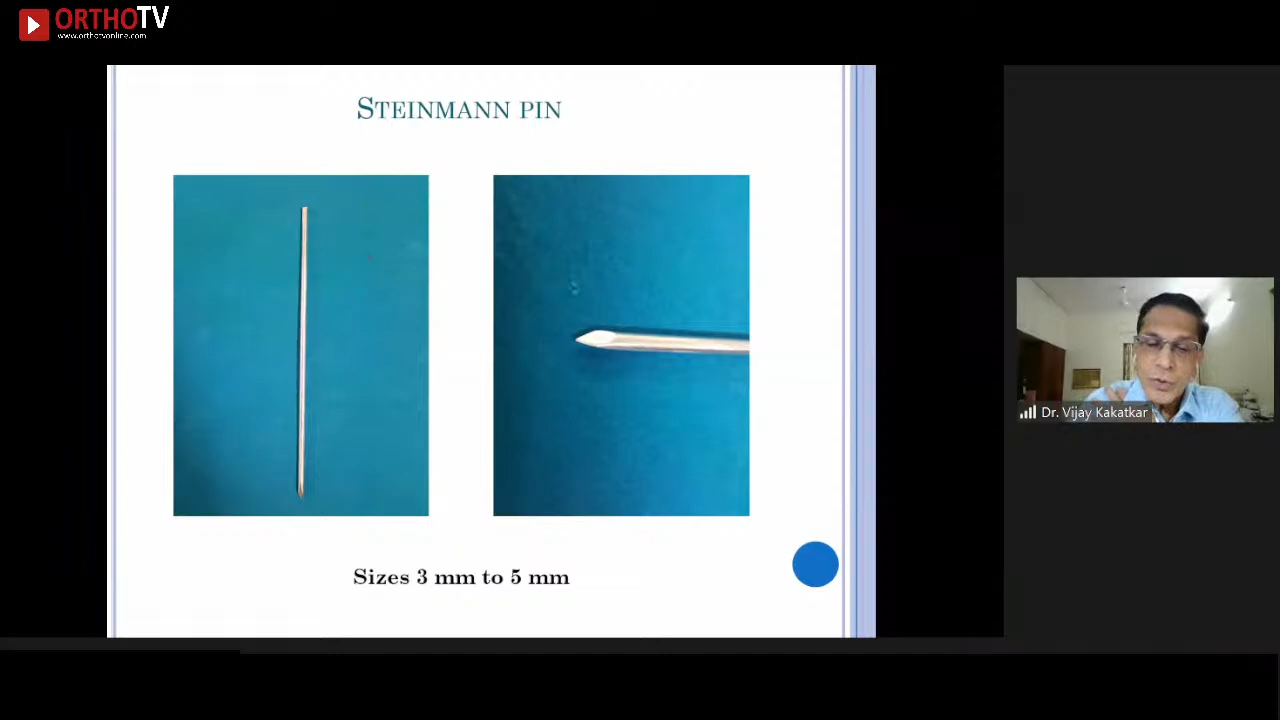 ORTHOTV
www.orthotvonline.com
STEINMANN PIN
Sizes 3 mm to 5 mm
Dr. Vijay Kakatkar